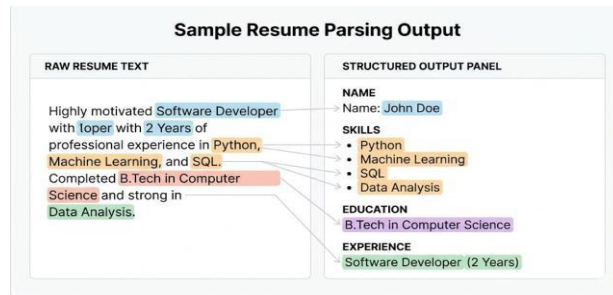 Sample Resume Parsing Output
RAW RESUME TEXT
Highly motivated Software Developer
with toper with 2 Years of
professional experience in Python,
Machine Learning, and SQL.
Completed B.Tech in Computer
Science and strong in
Data Analysis.
STRUCTURED OUTPUT PANEL
NAME
Name: John Doe
SKILLS
• Python
• Machine Learning
• SQL
• Data Analysis
EDUCATION
B.Tech in Computer Science
EXPERIENCE
Software Developer (2 Years)